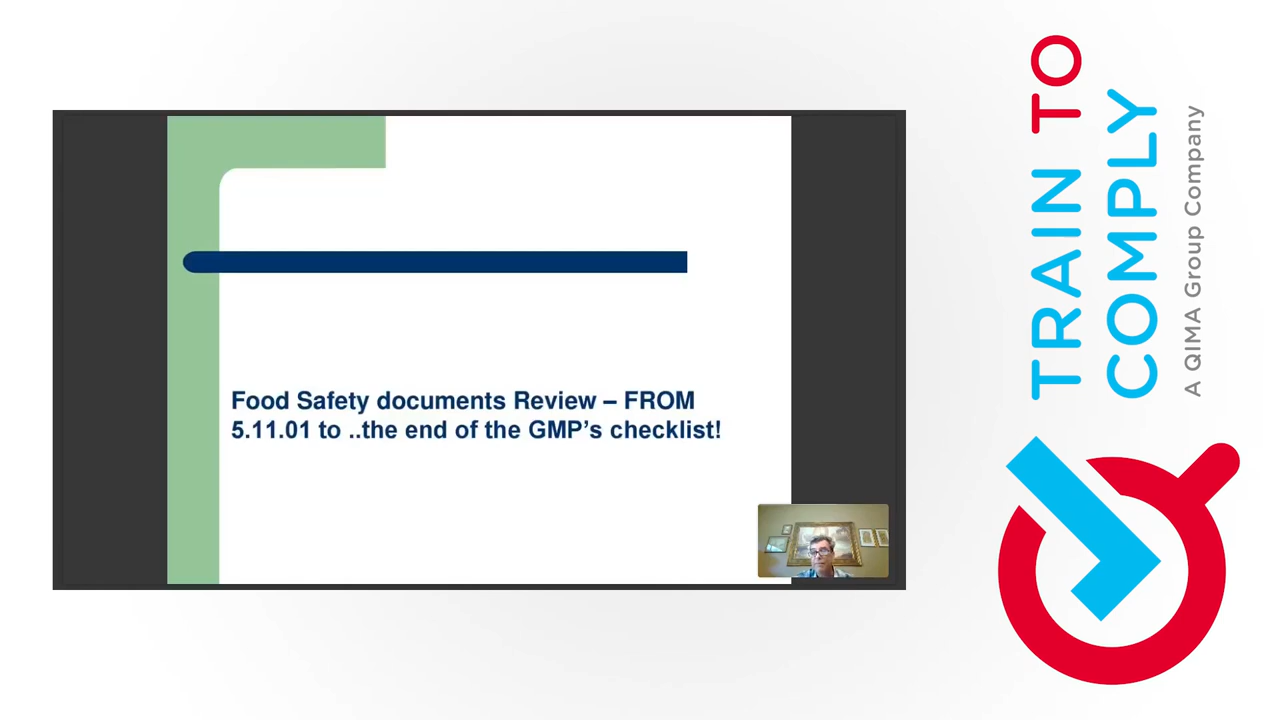 Food Safety documents Review – FROM
5.11.01 to ..the end of the GMP's checklist!
TRAIN TO
COMPLY
A QIMA Group Company